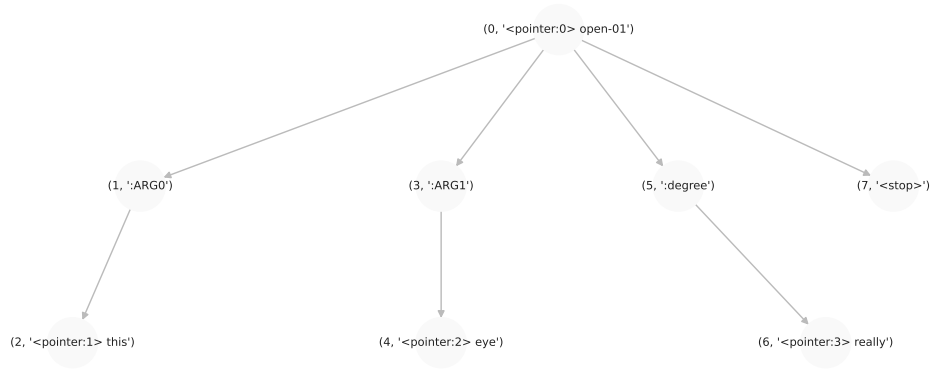 (0, '<pointer:0> open-01')
(1, ':ARG0')
(3, ':ARG1')
(5, ':degree')
(7, '<stop>')
(2, '<pointer:1> this')
(4, '<pointer:2> eye')
(6, '<pointer:3> really')